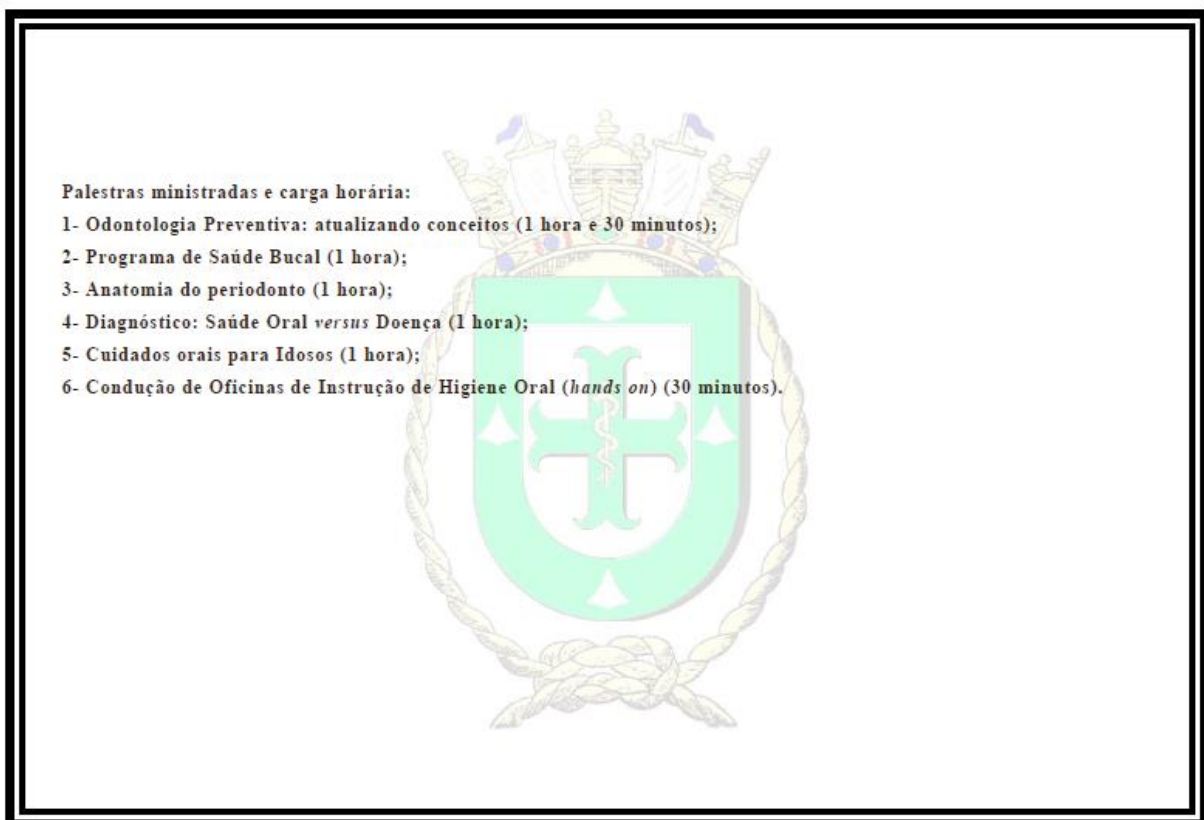 Palestras ministradas e carga horária:
1- Odontologia Preventiva: atualizando conceitos (1 hora e 30 minutos);
2- Programa de Saúde Bucal (1 hora);
3- Anatomia do periodonto (1 hora);
4- Diagnóstico: Saúde Oral versus Doença (1 hora);
5- Cuidados orais para Idosos (1 hora);
6- Condução de Oficinas de Instrução de Higiene Oral (hands on) (30 minutos).